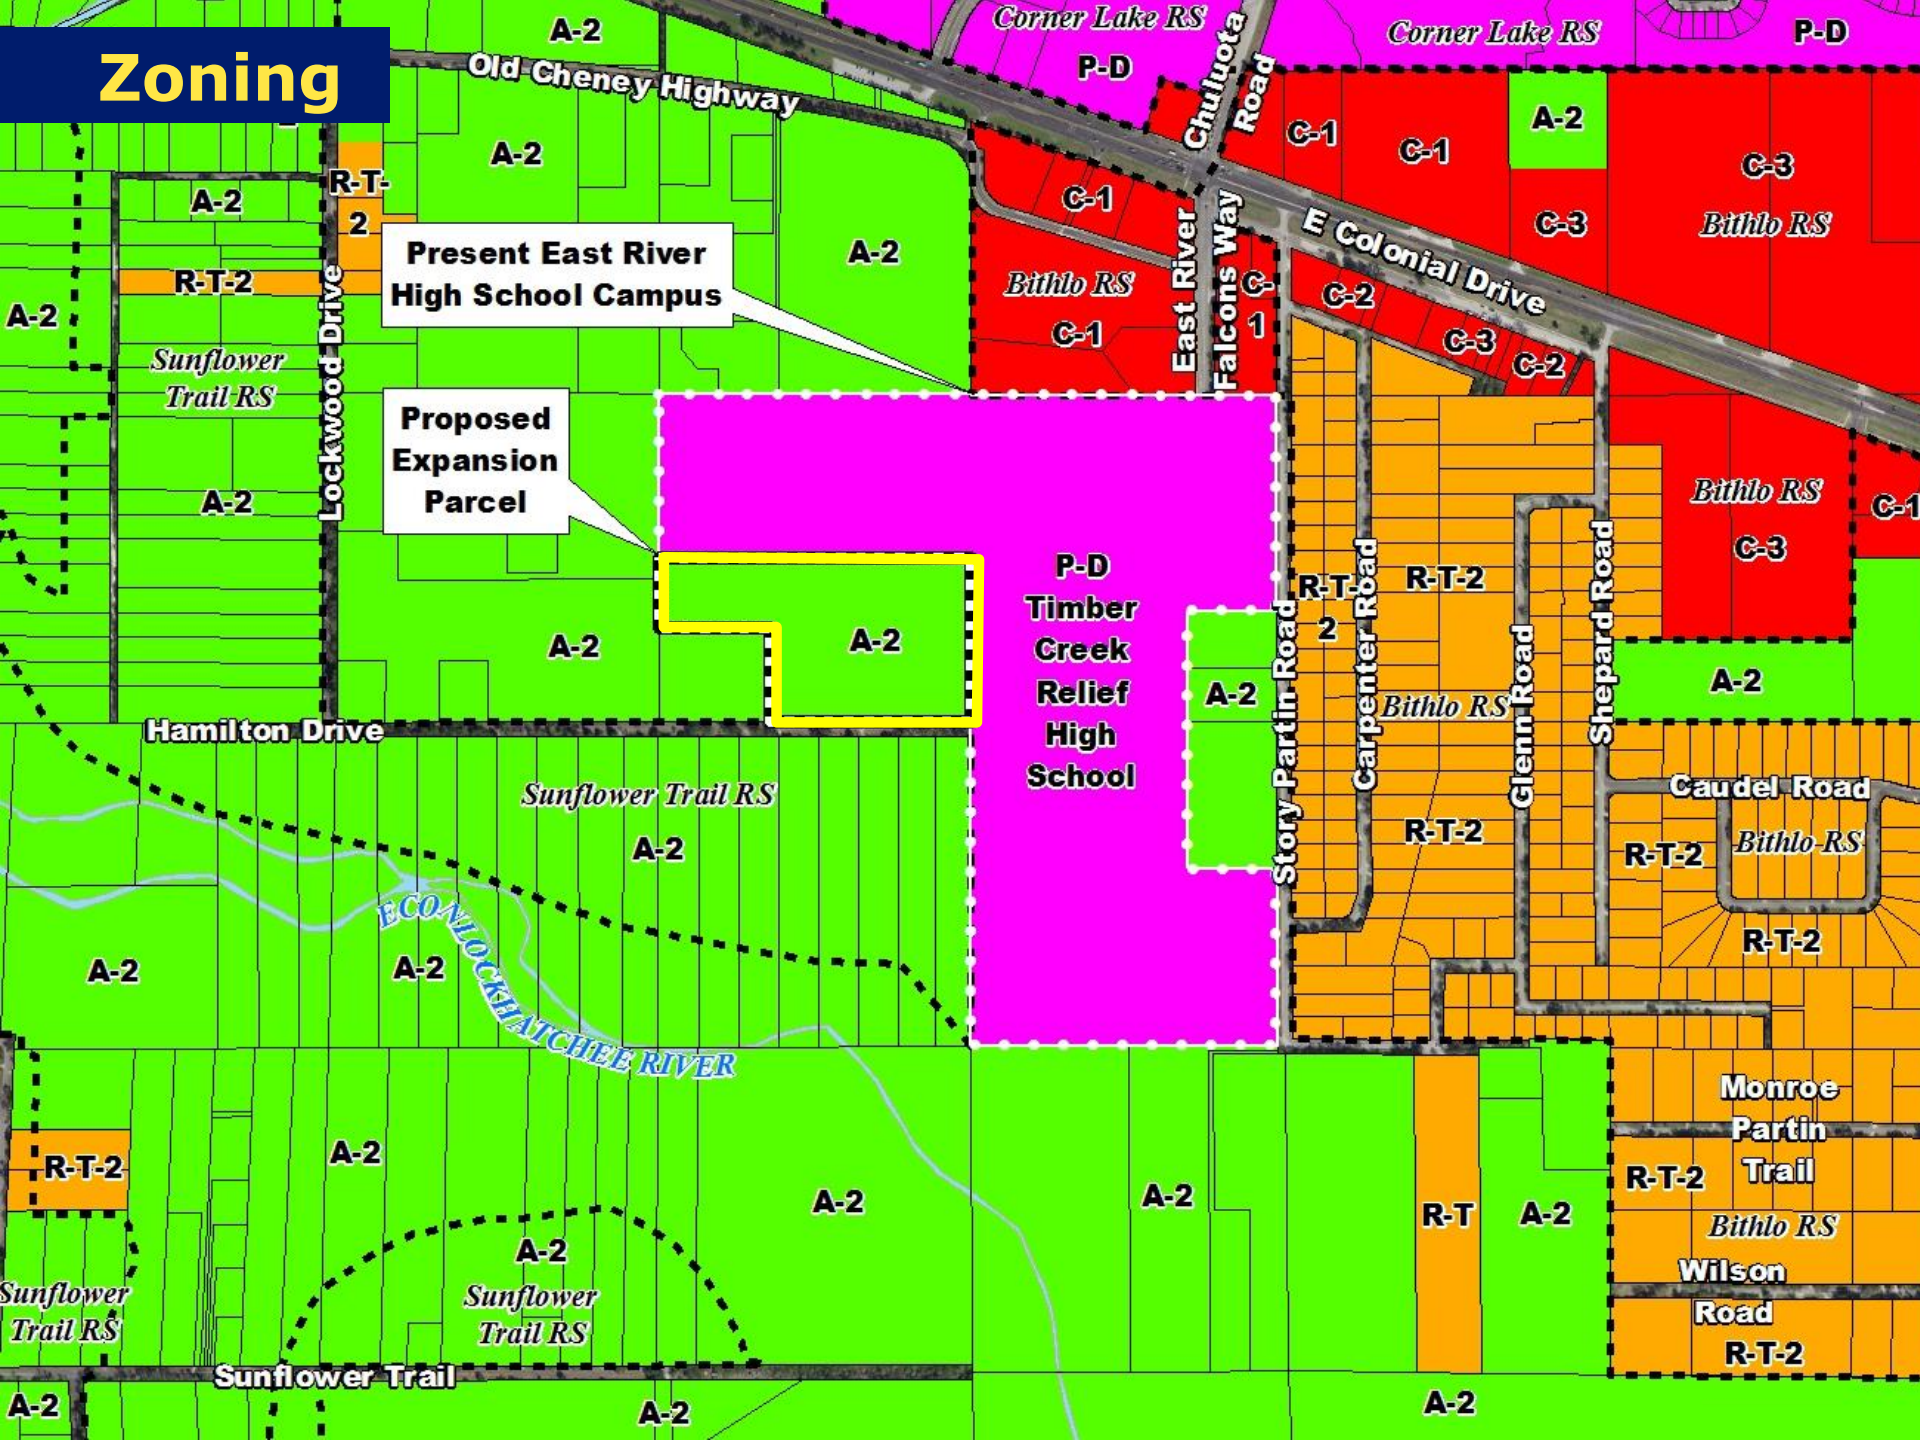 Zoning
A-2
Old Cheney Highway
Corner Lake RS
P-D
Chuluota
Road
Corner Lake RS
P-D
A-2
R-T-
2
A-2
C-1
C-1
A-2
C-3
Bithlo RS
C-3
A-2
R-T-2
A-2
Sunflower
Trail RS
A-2
Lockwood Drive
Present East River
High School Campus
A-2
C-1
Bithlo RS
C-1
East River
Falcons Way
C-
1
E Colonial Drive
C-2
C-3
C-2
Proposed
Expansion
Parcel
Bithlo RS
C-3
C-1
A-2
A-2
P-D
Timber
Creek
Relief
High
School
A-2
Story Partin Road
R-T-
2
Carpenter Road
R-T-2
Bithlo RS
R-T-2
Glenn Road
Shepard Road
A-2
Hamilton Drive
Sunflower Trail RS
A-2
Caudel Road
Bithlo RS
R-T-2
R-T-2
A-2
A-2
ECONLOCKHATCHEE RIVER
R-T-2
A-2
A-2
A-2
Sunflower
Trail RS
Sunflower
Trail RS
A-2
R-T
A-2
Monroe
Partin
Trail
R-T-2
Bithlo RS
Wilson
Road
R-T-2
Sunflower Trail
A-2
A-2
A-2